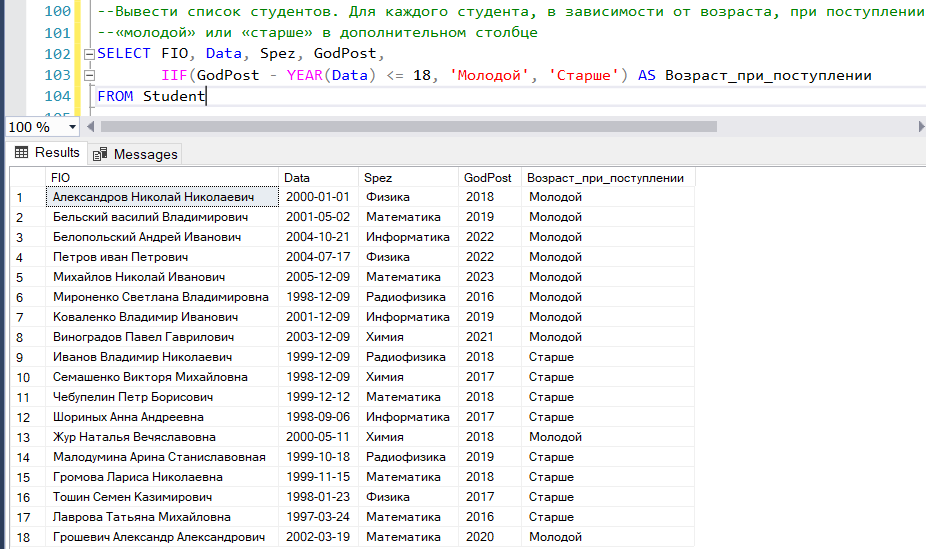 100 --Вывести список студентов. Для каждого студента, в зависимости от возраста, при поступлении
101 --«молодой» или «старше» в дополнительном столбце
102 SELECT FIO, Data, Spez, GodPost,
103 IIF(GodPost - YEAR(Data) <= 18, 'Молодой', 'Старше') AS Возраст_при_поступлении
104 FROM Student
100 %
Results Messages
FIO Data Spez GodPost Возраст_при_поступлении
1 Александров Николай Николаевич 2000-01-01 Физика 2018 Молодой
2 Бельский василий Владимирович 2001-05-02 Математика 2019 Молодой
3 Белопольский Андрей Иванович 2004-10-21 Информатика 2022 Молодой
4 Петров иван Петрович 2004-07-17 Физика 2022 Молодой
5 Михайлов Николай Иванович 2005-12-09 Математика 2023 Молодой
6 Мироненко Светлана Владимировна 1998-12-09 Радиофизика 2016 Молодой
7 Коваленко Владимир Иванович 2001-12-09 Информатика 2019 Молодой
8 Виноградов Павел Гаврилович 2003-12-09 Химия 2021 Молодой
9 Иванов Владимир Николаевич 1999-12-09 Радиофизика 2018 Старше
10 Семашенко Викторя Михайловна 1998-12-09 Химия 2017 Старше
11 Чебупелин Петр Борисович 1999-12-12 Математика 2018 Старше
12 Шориных Анна Андреевна 1998-09-06 Информатика 2017 Старше
13 Жур Наталья Вечяславовна 2000-05-11 Химия 2018 Молодой
14 Малодумина Арина Станиславовная 1999-10-18 Радиофизика 2019 Старше
15 Громова Лариса Николаевна 1999-11-15 Математика 2018 Старше
16 Тошин Семен Казимирович 1998-01-23 Физика 2017 Старше
17 Лаврова Татьяна Михайловна 1997-03-24 Математика 2016 Старше
18 Грошевич Александр Александрович 2002-03-19 Математика 2020 Молодой